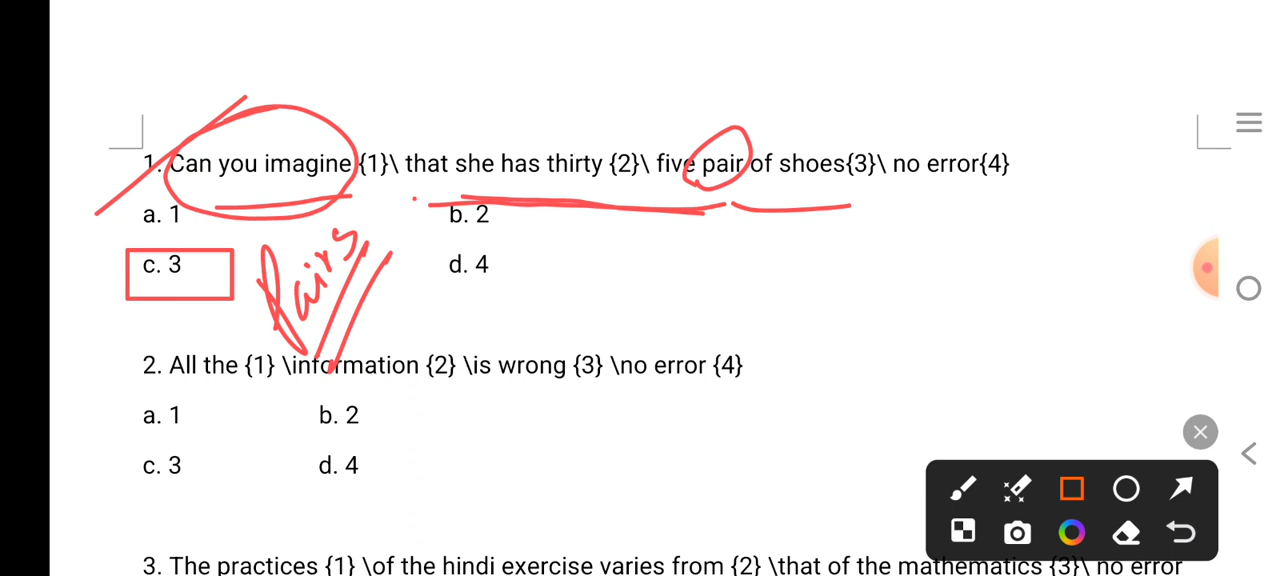 1. Can you imagine {1}\ that she has thirty {2}\ five pair of shoes{3}\ no error{4}
a. 1 b. 2
c. 3 d. 4
pairs
2. All the {1} \information {2} \is wrong {3} \no error {4}
a. 1 b. 2
c. 3 d. 4
3. The practices {1} \of the hindi exercise varies from {2} \that of the mathematics {3}\ no error